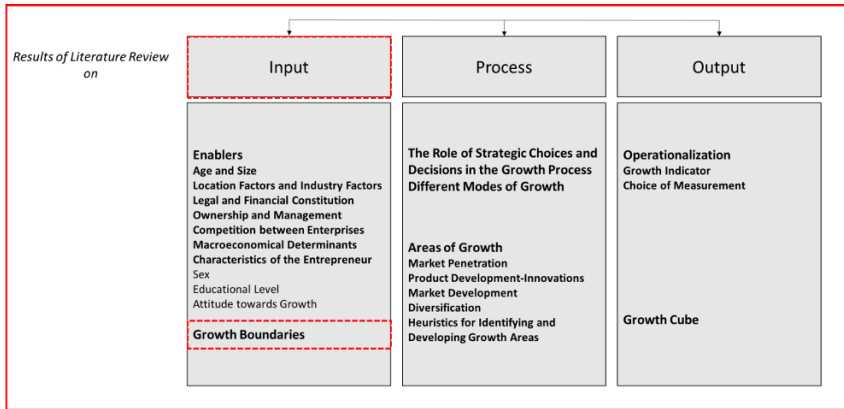 Results of Literature Review
on
Input
Process
Output
Enablers
Age and Size
Location Factors and Industry Factors
Legal and Financial Constitution
Ownership and Management
Competition between Enterprises
Macroeconomical Determinants
Characteristics of the Entrepreneur
Sex
Educational Level
Attitude towards Growth
Growth Boundaries
The Role of Strategic Choices and
Decisions in the Growth Process
Different Modes of Growth
Areas of Growth
Market Penetration
Product Development-Innovations
Market Development
Diversification
Heuristics for Identifying and
Developing Growth Areas
Operationalization
Growth Indicator
Choice of Measurement
Growth Cube